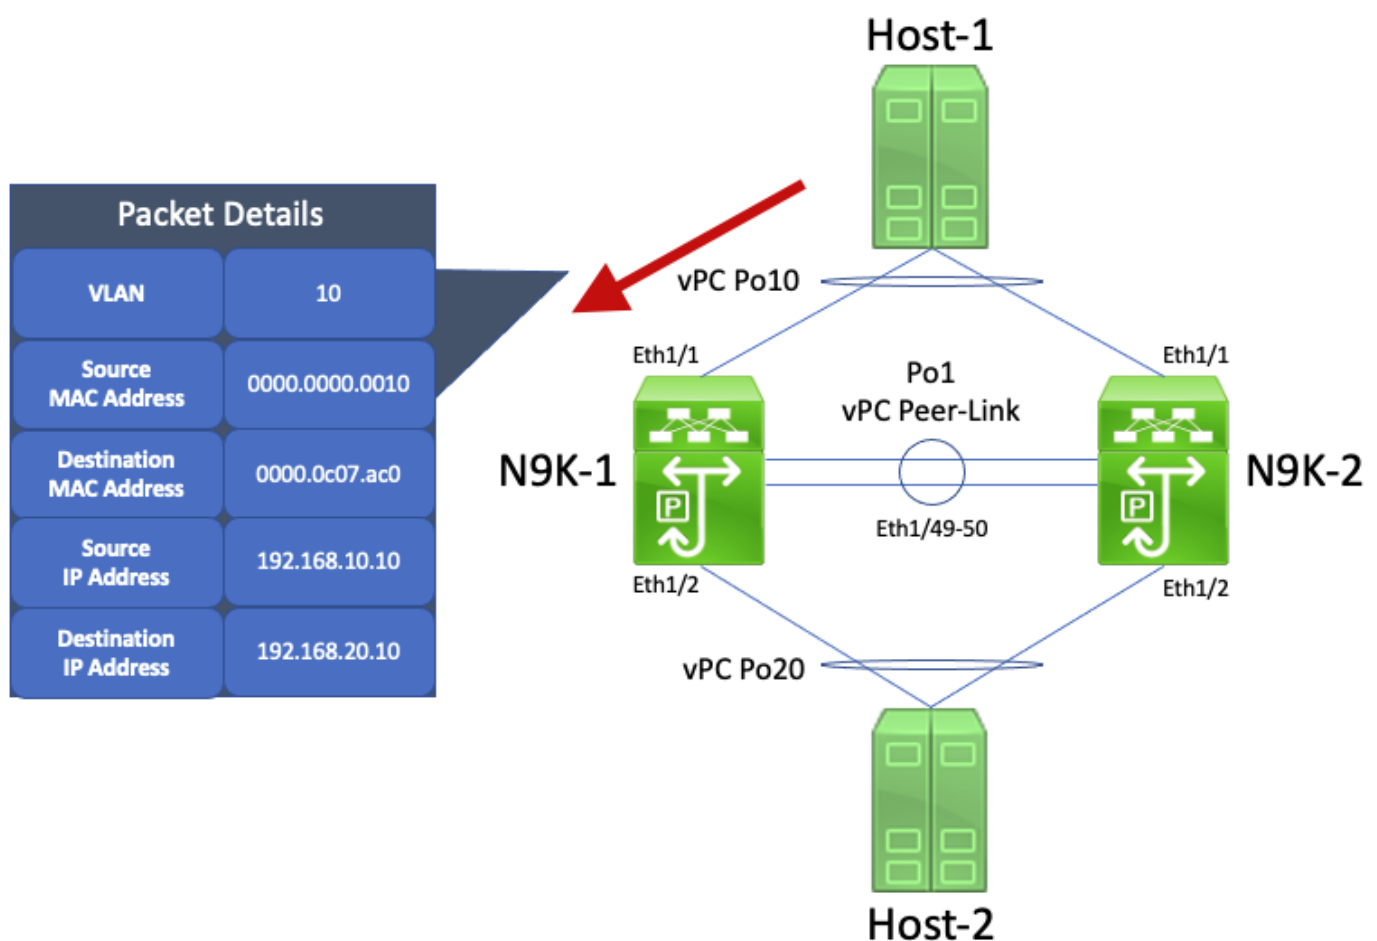 Host-1
Packet Details
VLAN 10
Source
MAC Address 0000.0000.0010
Destination
MAC Address 0000.0c07.ac0
Source
IP Address 192.168.10.10
Destination
IP Address 192.168.20.10
vPC Po10
Eth1/1
Eth1/1
Po1
vPC Peer-Link
N9K-1
P
P
N9K-2
Eth1/49-50
Eth1/2
Eth1/2
vPC Po20
Host-2